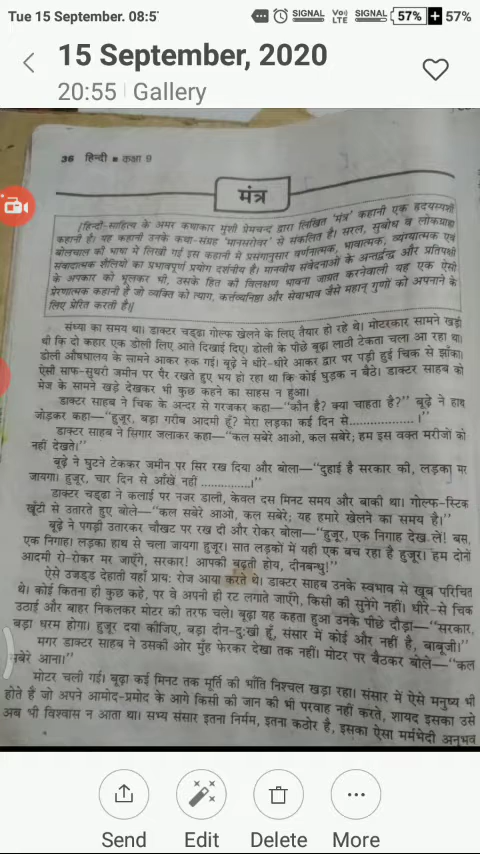 Tue 15 September. 08:5
SIGNAL
Vo)) LTE
SIGNAL
57%
57%
15 September, 2020
20:55 | Gallery
36 हिन्दी ■ कक्षा 9
मंत्र
[हिन्दी-साहित्य के अमर कथाकार मुंशी प्रेमचन्द द्वारा लिखित 'मंत्र' कहानी एक हृदयस्पर्शी
कहानी है। यह कहानी उनके कथा-संग्रह 'मानसरोवर' से संकलित है। सरल, सुबोध व लोकग्राह्य
बोलचाल की भाषा में लिखी गई इस कहानी में प्रसंगानुसार वर्णनात्मक, भावात्मक, व्यंग्यात्मक एवं
संवादात्मक शैलियों का प्रभावपूर्ण प्रयोग दर्शनीय है। मानवीय संवेदनाओं के अन्तर्द्वन्द्व और प्रतिपक्षी
के अपकार को भूलकर भी, उसके हित की विलक्षण भावना जाग्रत करनेवाली यह एक ऐसी
प्रेरणात्मक कहानी है जो व्यक्ति को त्याग, कर्त्तव्यनिष्ठा और सेवाभाव जैसे महान् गुणों को अपनाने के
लिए प्रेरित करती है।]
संध्या का समय था। डाक्टर चड्ढा गोल्फ खेलने के लिए तैयार हो रहे थे। मोटरकार सामने खड़ी
थी कि दो कहार एक डोली लिए आते दिखाई दिए। डोली के पीछे बूढ़ा लाठी टेकता चला आ रहा था।
डोली औषधालय के सामने आकर रुक गई। बूढ़े ने धीरे-धीरे आकर द्वार पर पड़ी हुई चिक से झाँका।
ऐसी साफ-सुथरी जमीन पर पैर रखते हुए भय हो रहा था कि कोई घुड़क न बैठे। डाक्टर साहब को
मेज के सामने खड़े देखकर भी कुछ कहने का साहस न हुआ।
डाक्टर साहब ने चिक के अन्दर से गरजकर कहा—"कौन है? क्या चाहता है?" बूढ़े ने हाथ
जोड़कर कहा—"हुजूर, बड़ा गरीब आदमी हूँ? मेरा लड़का कई दिन से..................।"
डाक्टर साहब ने सिगार जलाकर कहा—"कल सबेरे आओ, कल सबेरे; हम इस वक्त मरीजों को
नहीं देखते।"
बूढ़े ने घुटने टेककर जमीन पर सिर रख दिया और बोला—"दुहाई है सरकार की, लड़का मर
जायगा। हुजूर, चार दिन से आँखें नहीं ..............।"
डाक्टर चड्ढा ने कलाई पर नजर डाली, केवल दस मिनट समय और बाकी था। गोल्फ-स्टिक
खूँटी से उतारते हुए बोले—"कल सबेरे आओ, कल सबेरे; यह हमारे खेलने का समय है।"
बूढ़े ने पगड़ी उतारकर चौखट पर रख दी और रोकर बोला—"हुजूर, एक निगाह देख लें! बस,
एक निगाह। लड़का हाथ से चला जायगा हुजूर। सात लड़कों में यही एक बच रहा है हुजूर। हम दोनों
आदमी रो-रोकर मर जाएँगे, सरकार! आपकी बढ़ती होय, दीनबन्धु!"
ऐसे उजड्ड देहाती यहाँ प्रायः रोज आया करते थे। डाक्टर साहब उनके स्वभाव से खूब परिचित
थे। कोई कितना ही कुछ कहे, पर वे अपनी ही रट लगाते जाएँगे, किसी की सुनेंगे नहीं। धीरे-से चिक
उठाई और बाहर निकलकर मोटर की तरफ चले। बूढ़ा यह कहता हुआ उनके पीछे दौड़ा—"सरकार,
बड़ा धरम होगा। हुजूर दया कीजिए, बड़ा दीन-दुःखी हूँ, संसार में कोई और नहीं है, बाबूजी।"
मगर डाक्टर साहब ने उसकी ओर मुँह फेरकर देखा तक नहीं। मोटर पर बैठकर बोले—"कल
सबेरे आना।"
मोटर चली गई। बूढ़ा कई मिनट तक मूर्ति की भाँति निश्चल खड़ा रहा। संसार में ऐसे मनुष्य भी
होते हैं जो अपने आमोद-प्रमोद के आगे किसी की जान की भी परवाह नहीं करते, शायद इसका उसे
अब भी विश्वास न आता था। सभ्य संसार इतना निर्मम, इतना कठोर है, इसका ऐसा मर्मभेदी अनुभव
Send
Edit
Delete
More